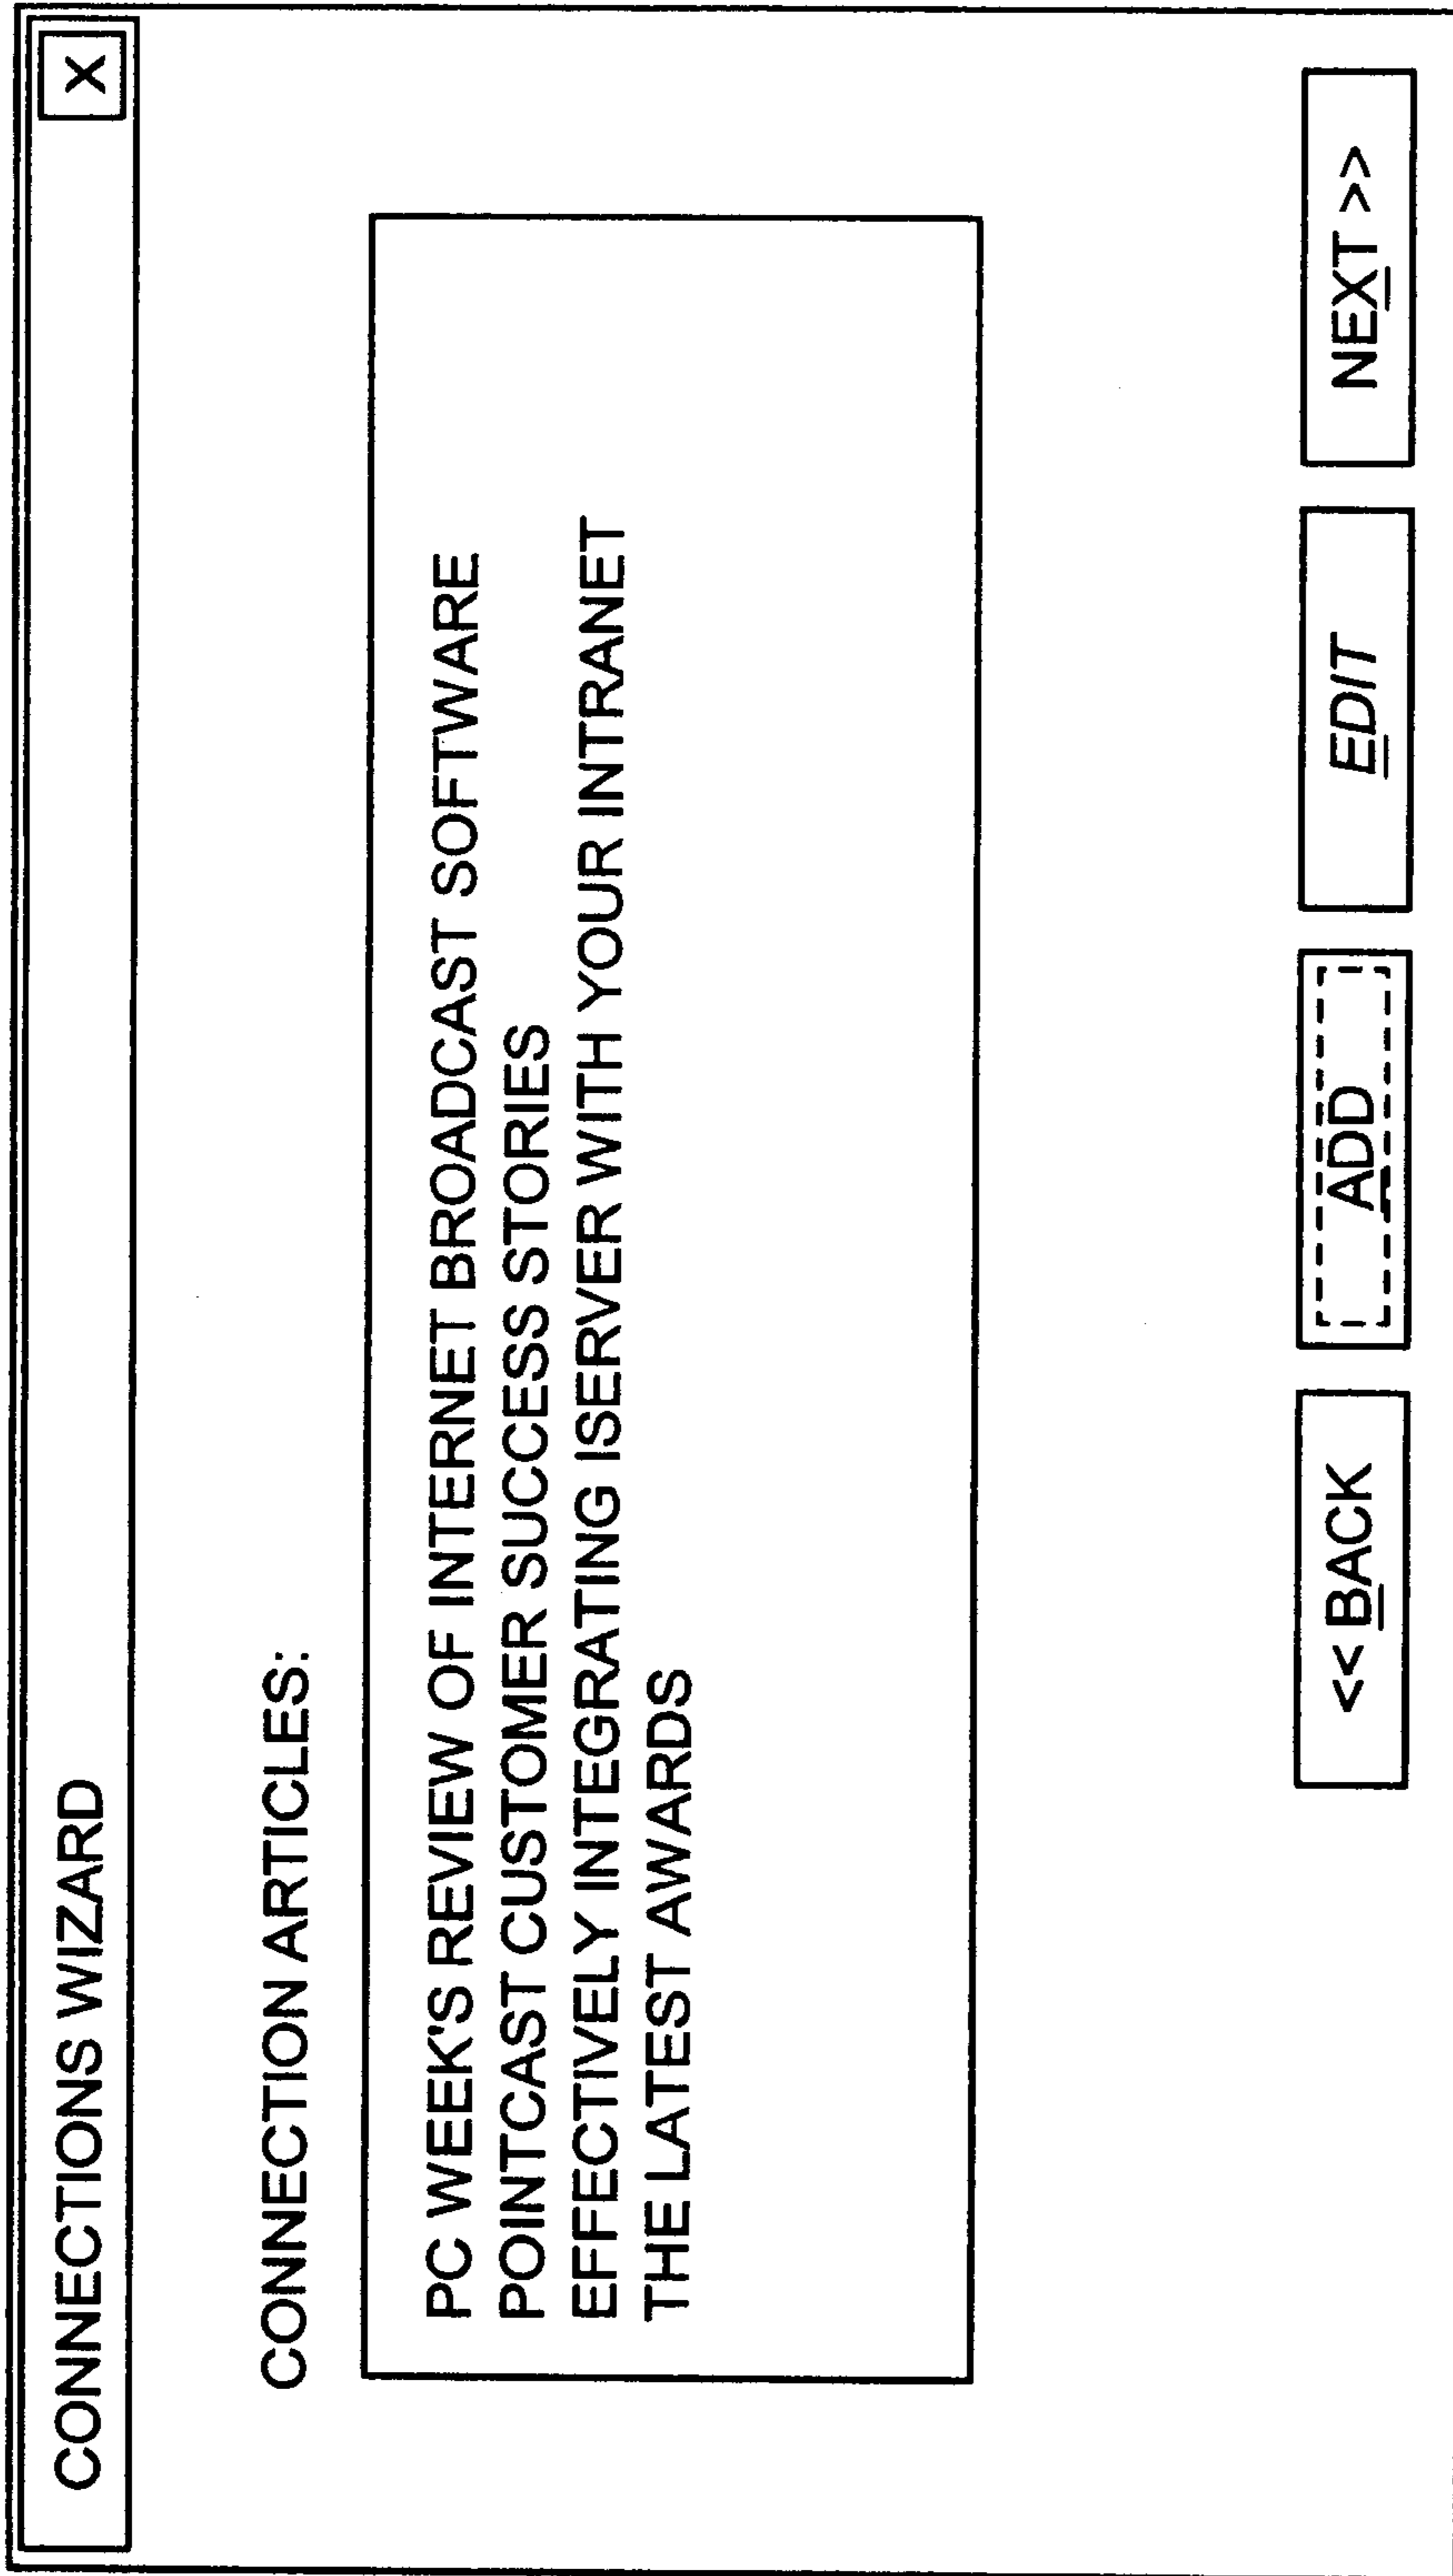 CONNECTIONS WIZARD
X
CONNECTION ARTICLES:
PC WEEK'S REVIEW OF INTERNET BROADCAST SOFTWARE
POINTCAST CUSTOMER SUCCESS STORIES
EFFECTIVELY INTEGRATING ISERVER WITH YOUR INTRANET
THE LATEST AWARDS
<< BACK
ADD
EDIT
NEXT >>